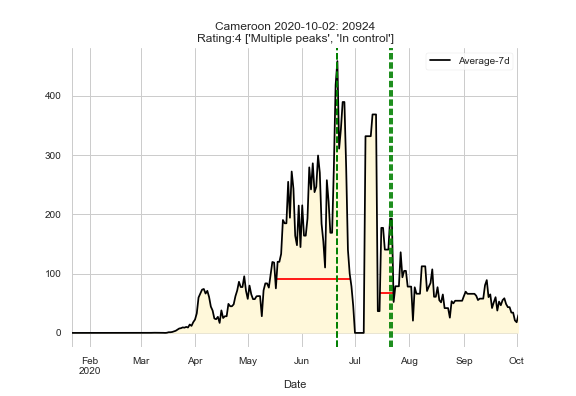 Cameroon 2020-10-02: 20924
Rating:4 ['Multiple peaks', 'In control']
Average-7d
400
300
200
100
0
Feb Mar Apr May Jun Jul Aug Sep Oct
2020
Date